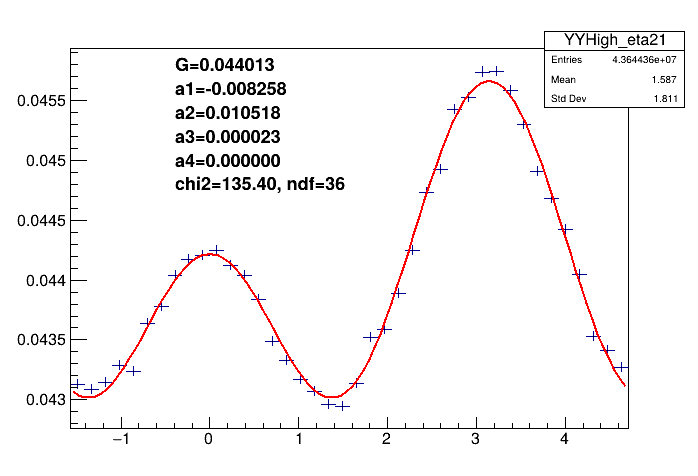 YYHigh_eta21
Entries 4.364436e+07
Mean 1.587
Std Dev 1.811
G=0.044013
a1=-0.008258
a2=0.010518
a3=0.000023
a4=0.000000
chi2=135.40, ndf=36
0.0455
0.045
0.0445
0.044
0.0435
0.043
−1 0 1 2 3 4